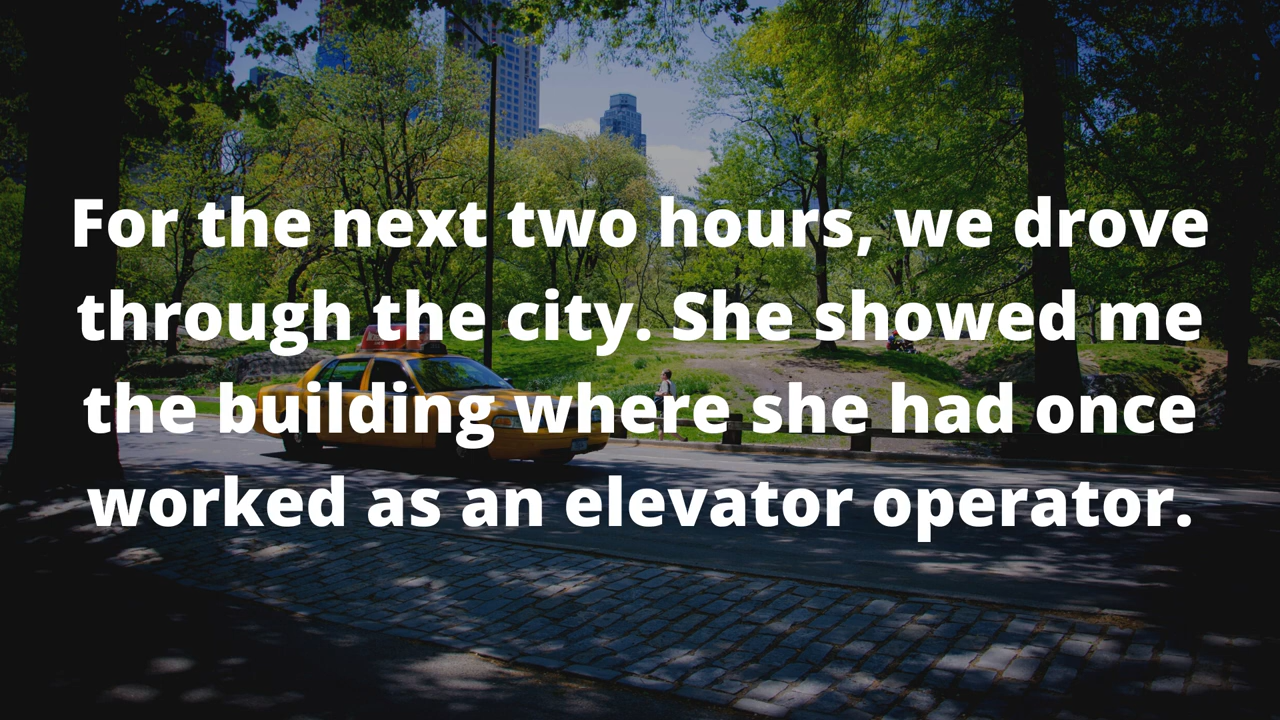 For the next two hours, we drove
through the city. She showed me
the building where she had once
worked as an elevator operator.